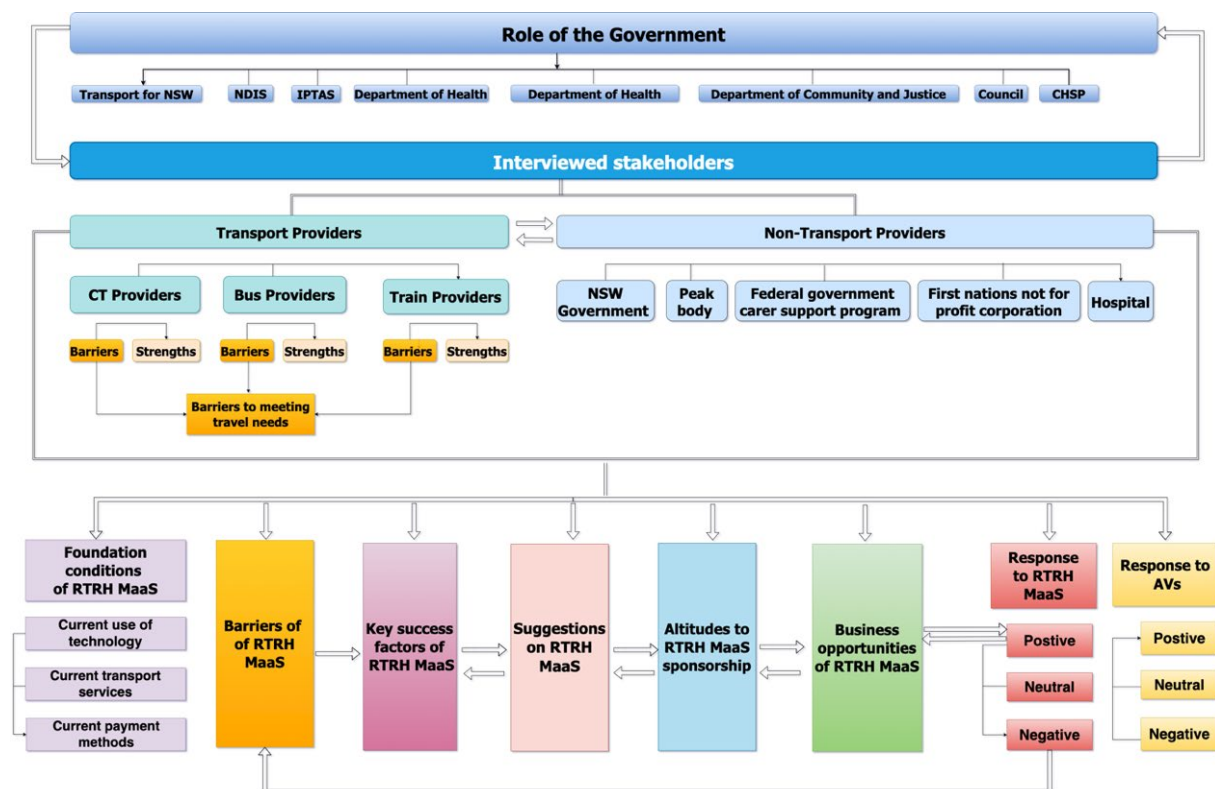 Role of the Government
Transport for NSW
NDIS
IPTAS
Department of Health
Department of Health
Department of Community and Justice
Council
CHSP
Interviewed stakeholders
Transport Providers
Non-Transport Providers
CT Providers
Bus Providers
Train Providers
NSW
Government
Peak
body
Federal government
carer support program
First nations not for
profit corporation
Hospital
Barriers
Strengths
Barriers
Strengths
Barriers
Strengths
Barriers to meeting
travel needs
Foundation
conditions
of RTRH MaaS
Current use of
technology
Current transport
services
Current payment
methods
Barriers of
of RTRH
MaaS
Key success
factors of
RTRH MaaS
Suggestions
on RTRH
MaaS
Altitudes to
RTRH MaaS
sponsorship
Business
opportunities
of RTRH MaaS
Response
to RTRH
MaaS
Postive
Neutral
Negative
Response to
AVs
Postive
Neutral
Negative